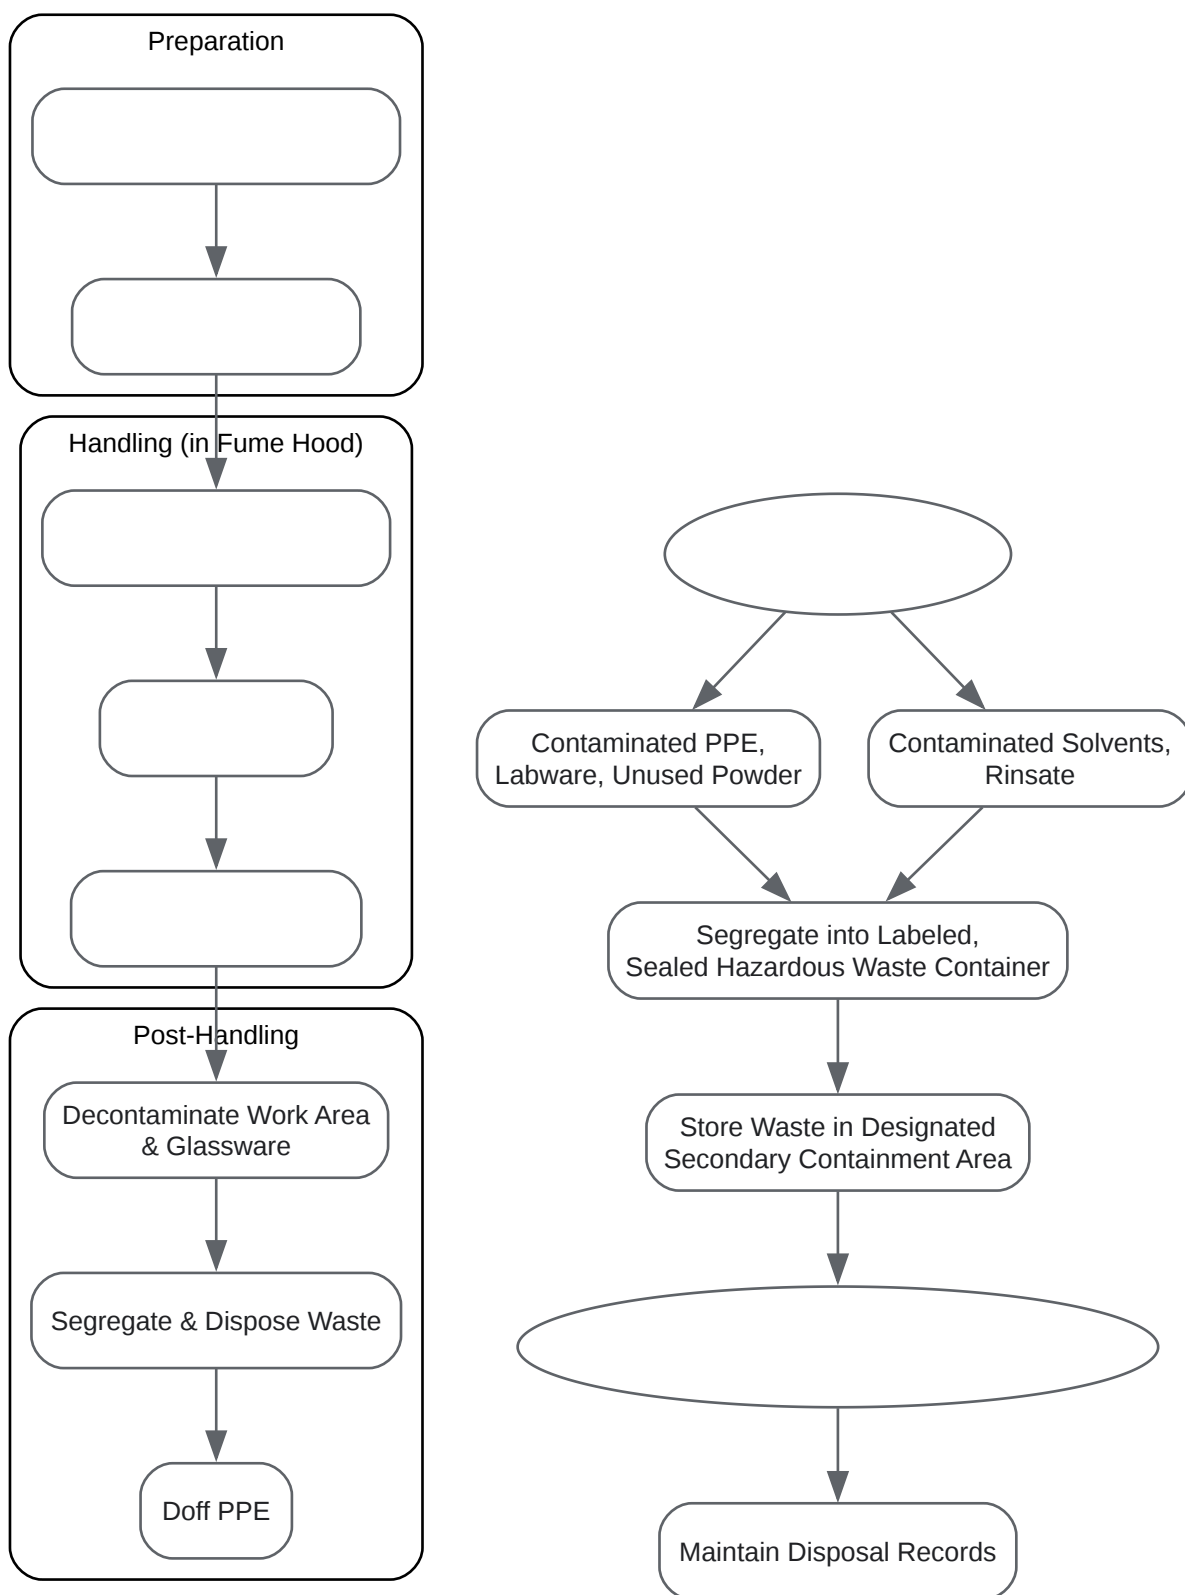 Preparation
Handling (in Fume Hood)
Post-Handling
Decontaminate Work Area
& Glassware
Segregate & Dispose Waste
Doff PPE
Contaminated PPE,
Labware, Unused Powder
Contaminated Solvents,
Rinsate
Segregate into Labeled,
Sealed Hazardous Waste Container
Store Waste in Designated
Secondary Containment Area
Maintain Disposal Records